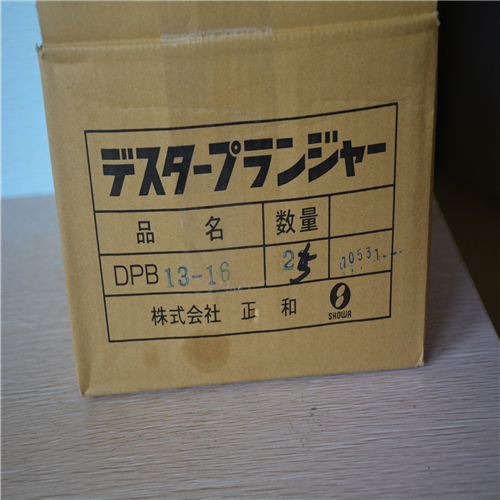 デスタープランジャー
品 名 数量
DPB 13-16 25
株式会社 正 和 SHOWA